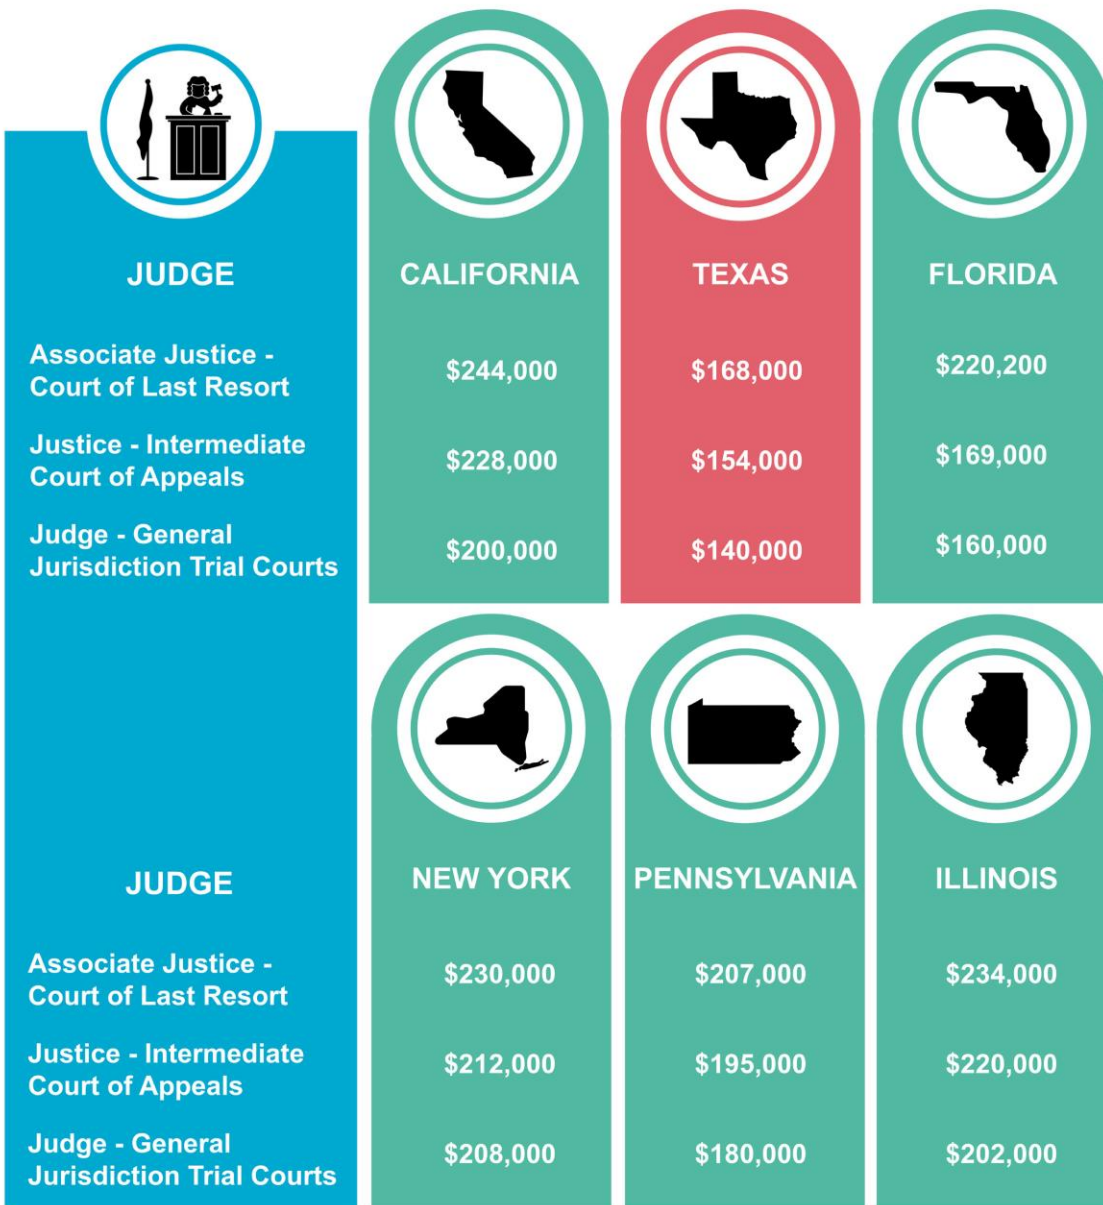 JUDGE CALIFORNIA TEXAS FLORIDA
Associate Justice -
Court of Last Resort $244,000 $168,000 $220,200
Justice - Intermediate
Court of Appeals $228,000 $154,000 $169,000
Judge - General
Jurisdiction Trial Courts $200,000 $140,000 $160,000
JUDGE NEW YORK PENNSYLVANIA ILLINOIS
Associate Justice -
Court of Last Resort $230,000 $207,000 $234,000
Justice - Intermediate
Court of Appeals $212,000 $195,000 $220,000
Judge - General
Jurisdiction Trial Courts $208,000 $180,000 $202,000